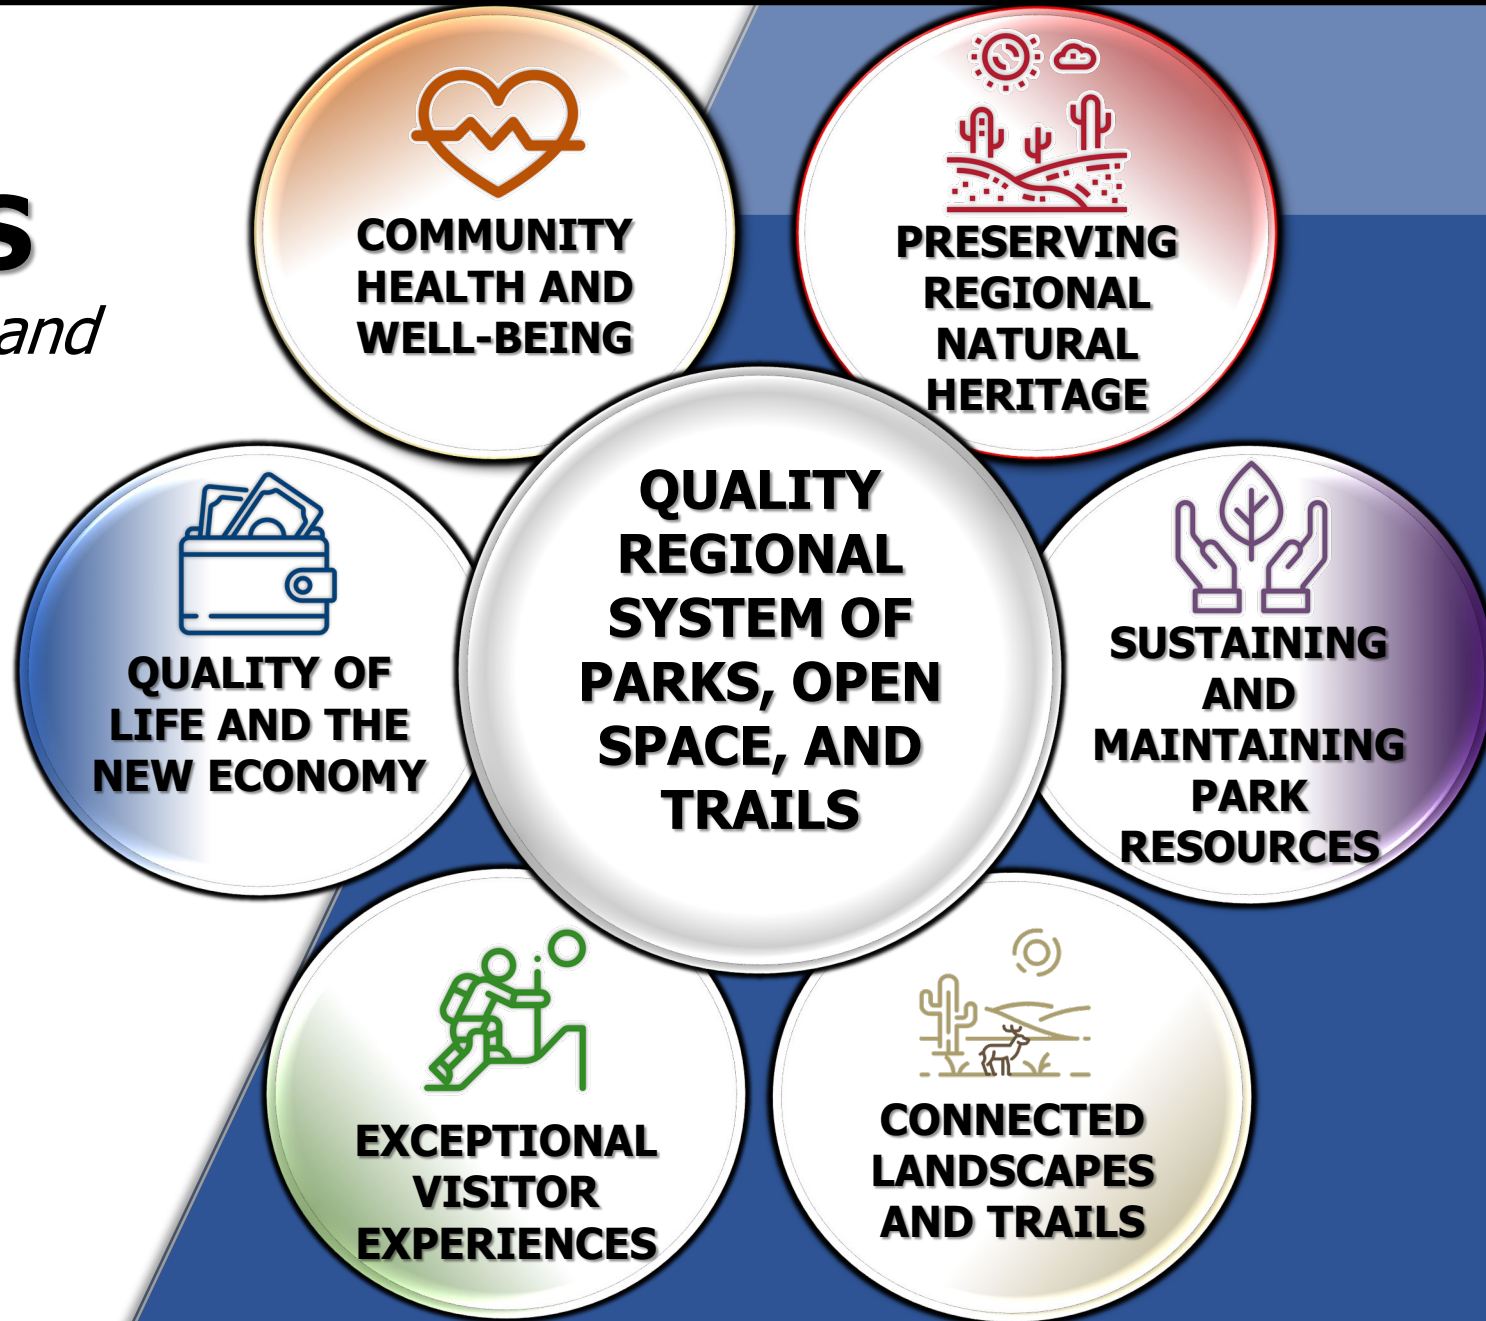 S
and
COMMUNITY
HEALTH AND
WELL-BEING
PRESERVING
REGIONAL
NATURAL
HERITAGE
QUALITY OF
LIFE AND THE
NEW ECONOMY
QUALITY
REGIONAL
SYSTEM OF
PARKS, OPEN
SPACE, AND
TRAILS
SUSTAINING
AND
MAINTAINING
PARK
RESOURCES
EXCEPTIONAL
VISITOR
EXPERIENCES
CONNECTED
LANDSCAPES
AND TRAILS